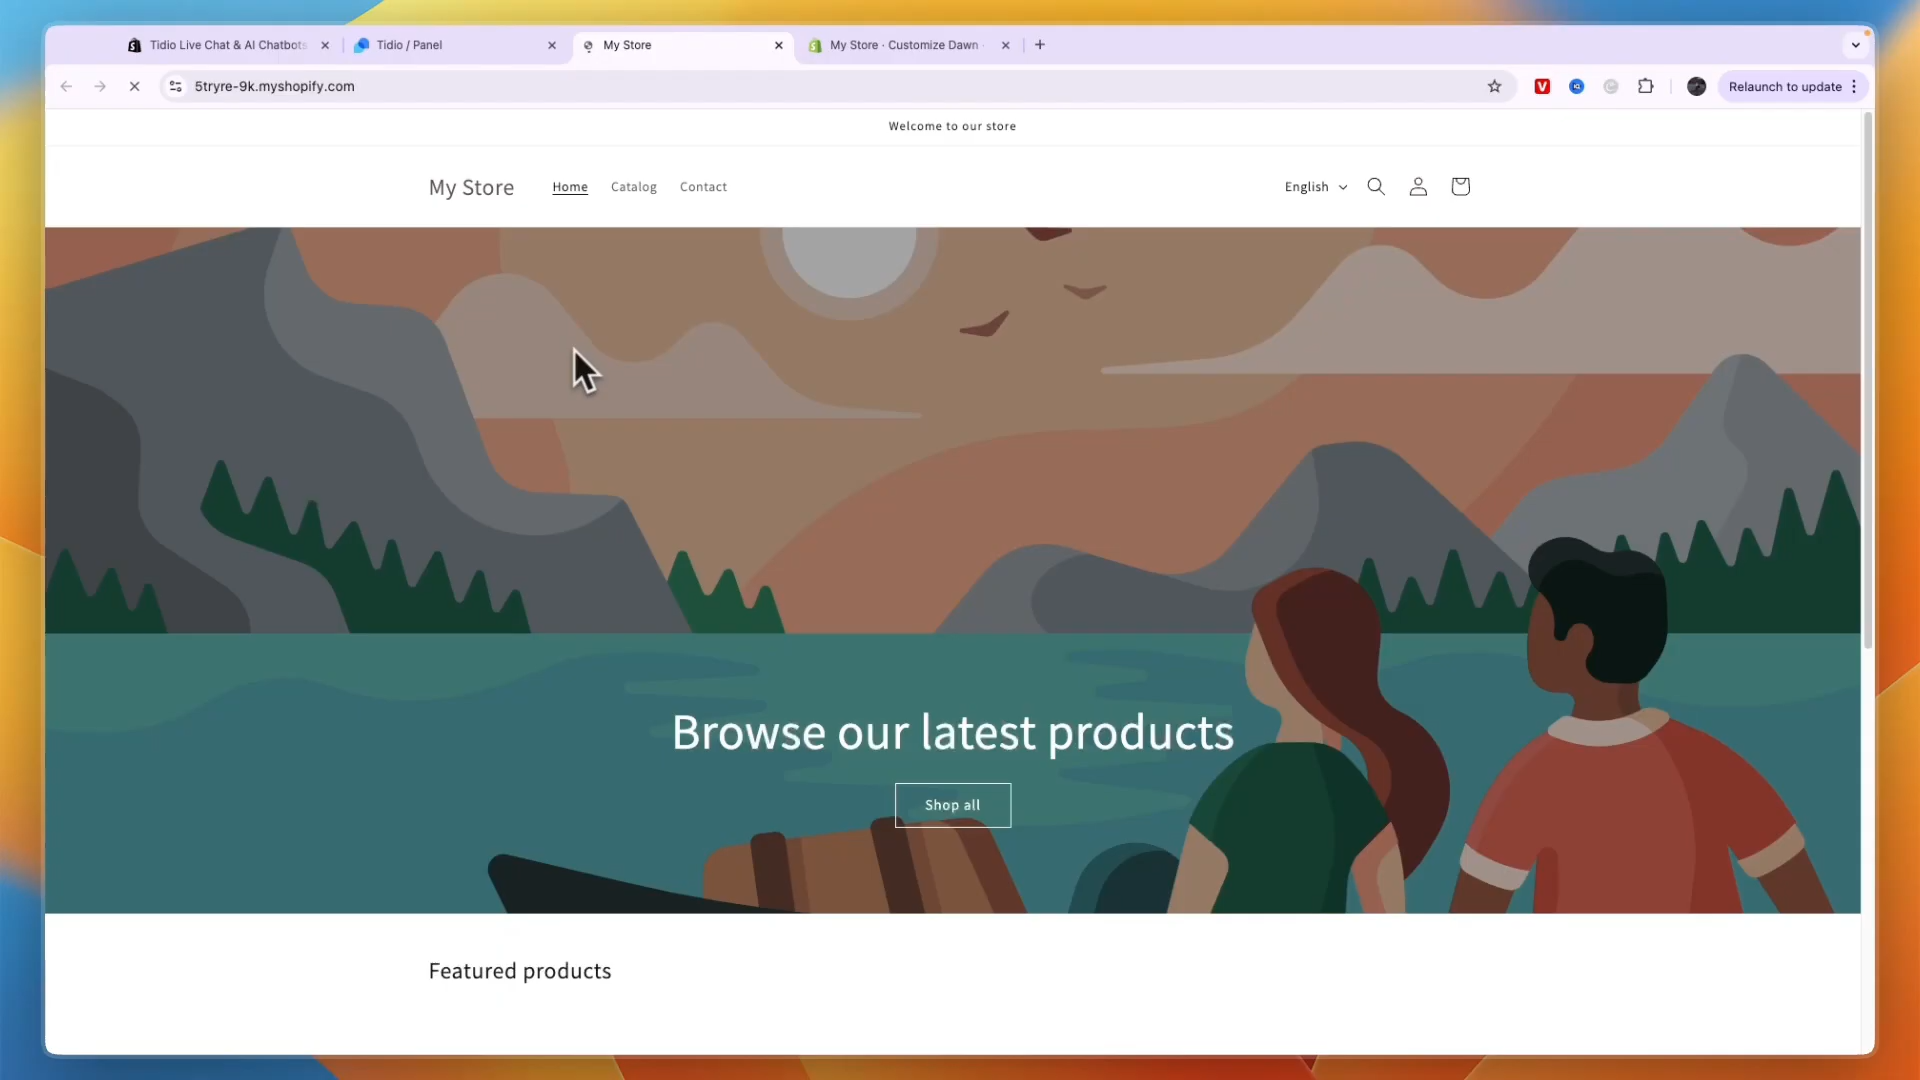 Tidio Live Chat & AI Chatbots
Tidio / Panel
My Store
My Store · Customize Dawn
5tryre-9k.myshopify.com
Relaunch to update
Welcome to our store
My Store
Home
Catalog
Contact
English
Browse our latest products
Shop all
Featured products